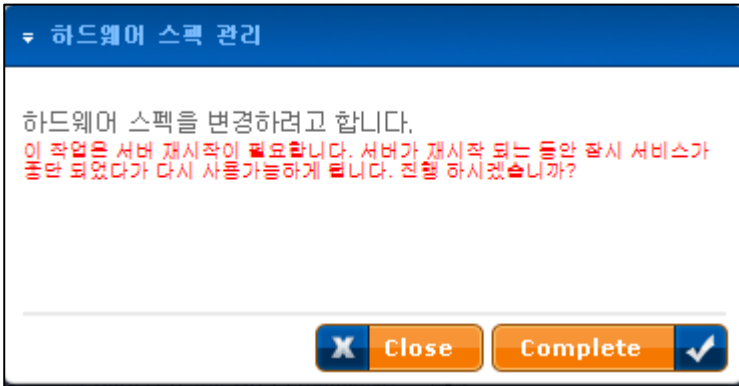 하드웨어 스펙 관리
하드웨어 스펙을 변경하려고 합니다.
이 작업은 서버 재시작이 필요합니다. 서버가 재시작 되는 동안 잠시 서비스가
중단 되었다가 다시 사용가능하게 됩니다. 진행 하시겠습니까?
Close
Complete